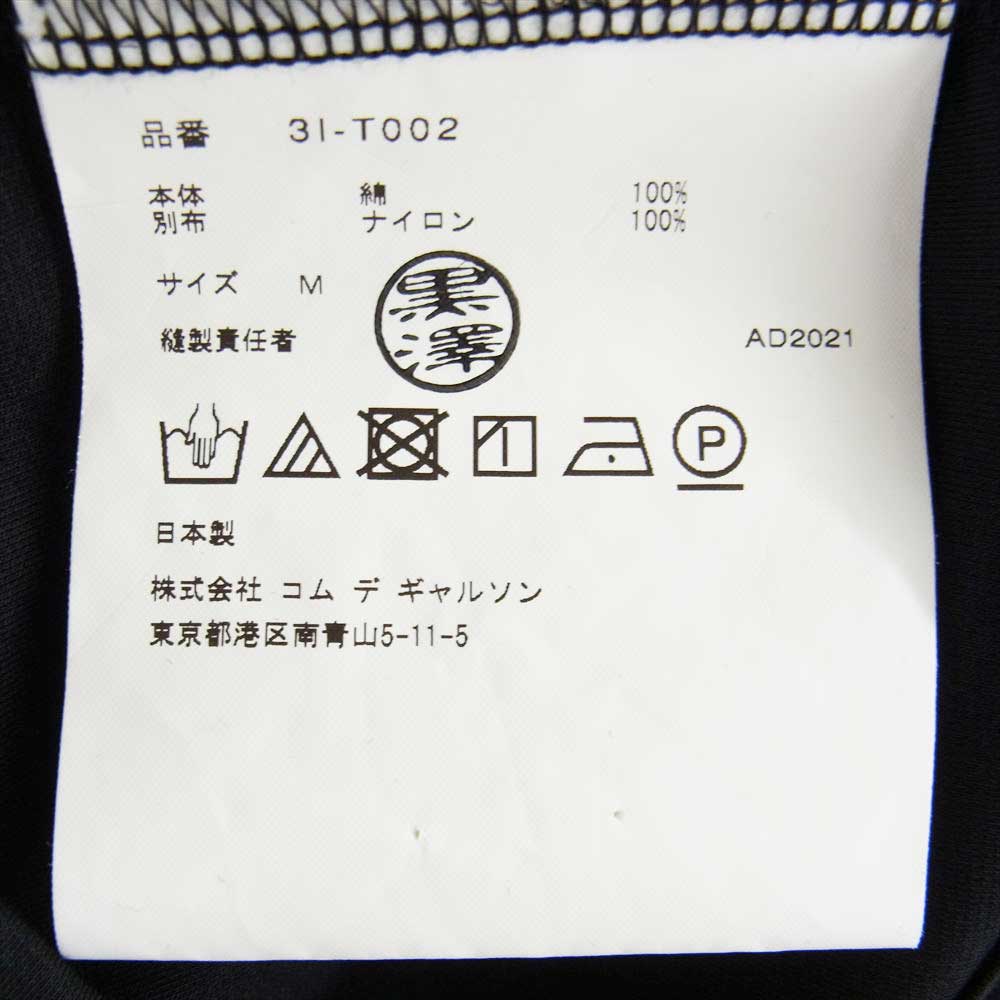 品番 3I-T002
本体 綿 100%
別布 ナイロン 100%
サイズ M
黒澤
縫製責任者 AD2021
P
日本製
株式会社 コム デ ギャルソン
東京都港区南青山5-11-5